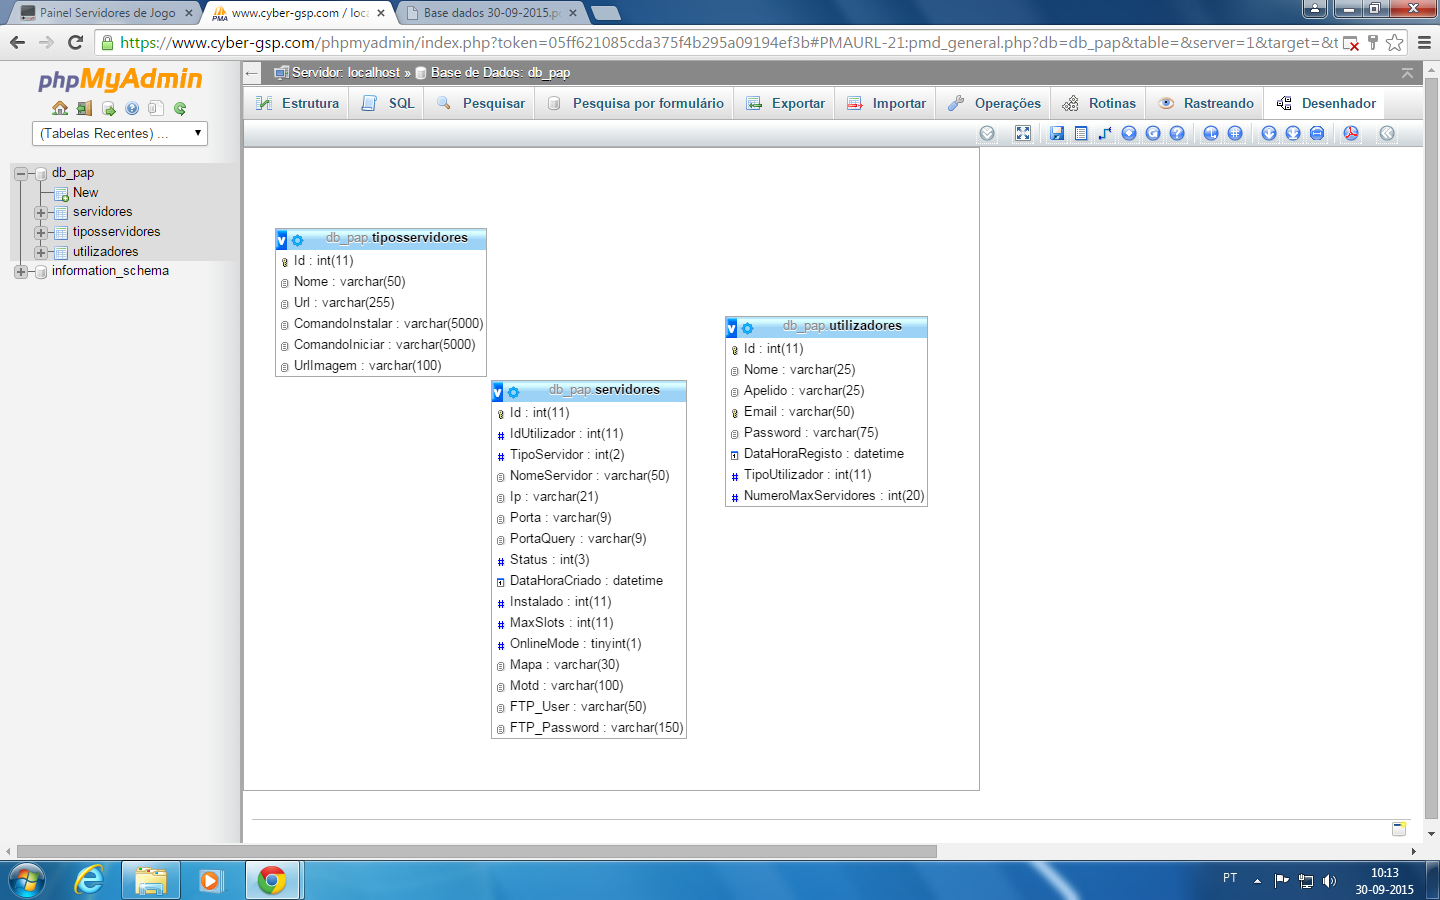 Painel Servidores de Jogo
www.cyber-gsp.com / loca
Base dados 30-09-2015.pn
https://www.cyber-gsp.com/phpmyadmin/index.php?token=05ff621085cda375f4b295a09194ef3b#PMAURL-21:pmd_general.php?db=db_pap&table=&server=1&target=&t
phpMyAdmin
(Tabelas Recentes) ...
db_pap
New
servidores
tiposservidores
utilizadores
information_schema
Servidor: localhost » Base de Dados: db_pap
Estrutura SQL Pesquisar Pesquisa por formulário Exportar Importar Operações Rotinas Rastreando Desenhador
db_pap.tiposservidores
Id : int(11)
Nome : varchar(50)
Url : varchar(255)
ComandoInstalar : varchar(5000)
ComandoIniciar : varchar(5000)
UrlImagem : varchar(100)
db_pap.servidores
Id : int(11)
IdUtilizador : int(11)
TipoServidor : int(2)
NomeServidor : varchar(50)
Ip : varchar(21)
Porta : varchar(9)
PortaQuery : varchar(9)
Status : int(3)
DataHoraCriado : datetime
Instalado : int(11)
MaxSlots : int(11)
OnlineMode : tinyint(1)
Mapa : varchar(30)
Motd : varchar(100)
FTP_User : varchar(50)
FTP_Password : varchar(150)
db_pap.utilizadores
Id : int(11)
Nome : varchar(25)
Apelido : varchar(25)
Email : varchar(50)
Password : varchar(75)
DataHoraRegisto : datetime
TipoUtilizador : int(11)
NumeroMaxServidores : int(20)
PT
10:13
30-09-2015